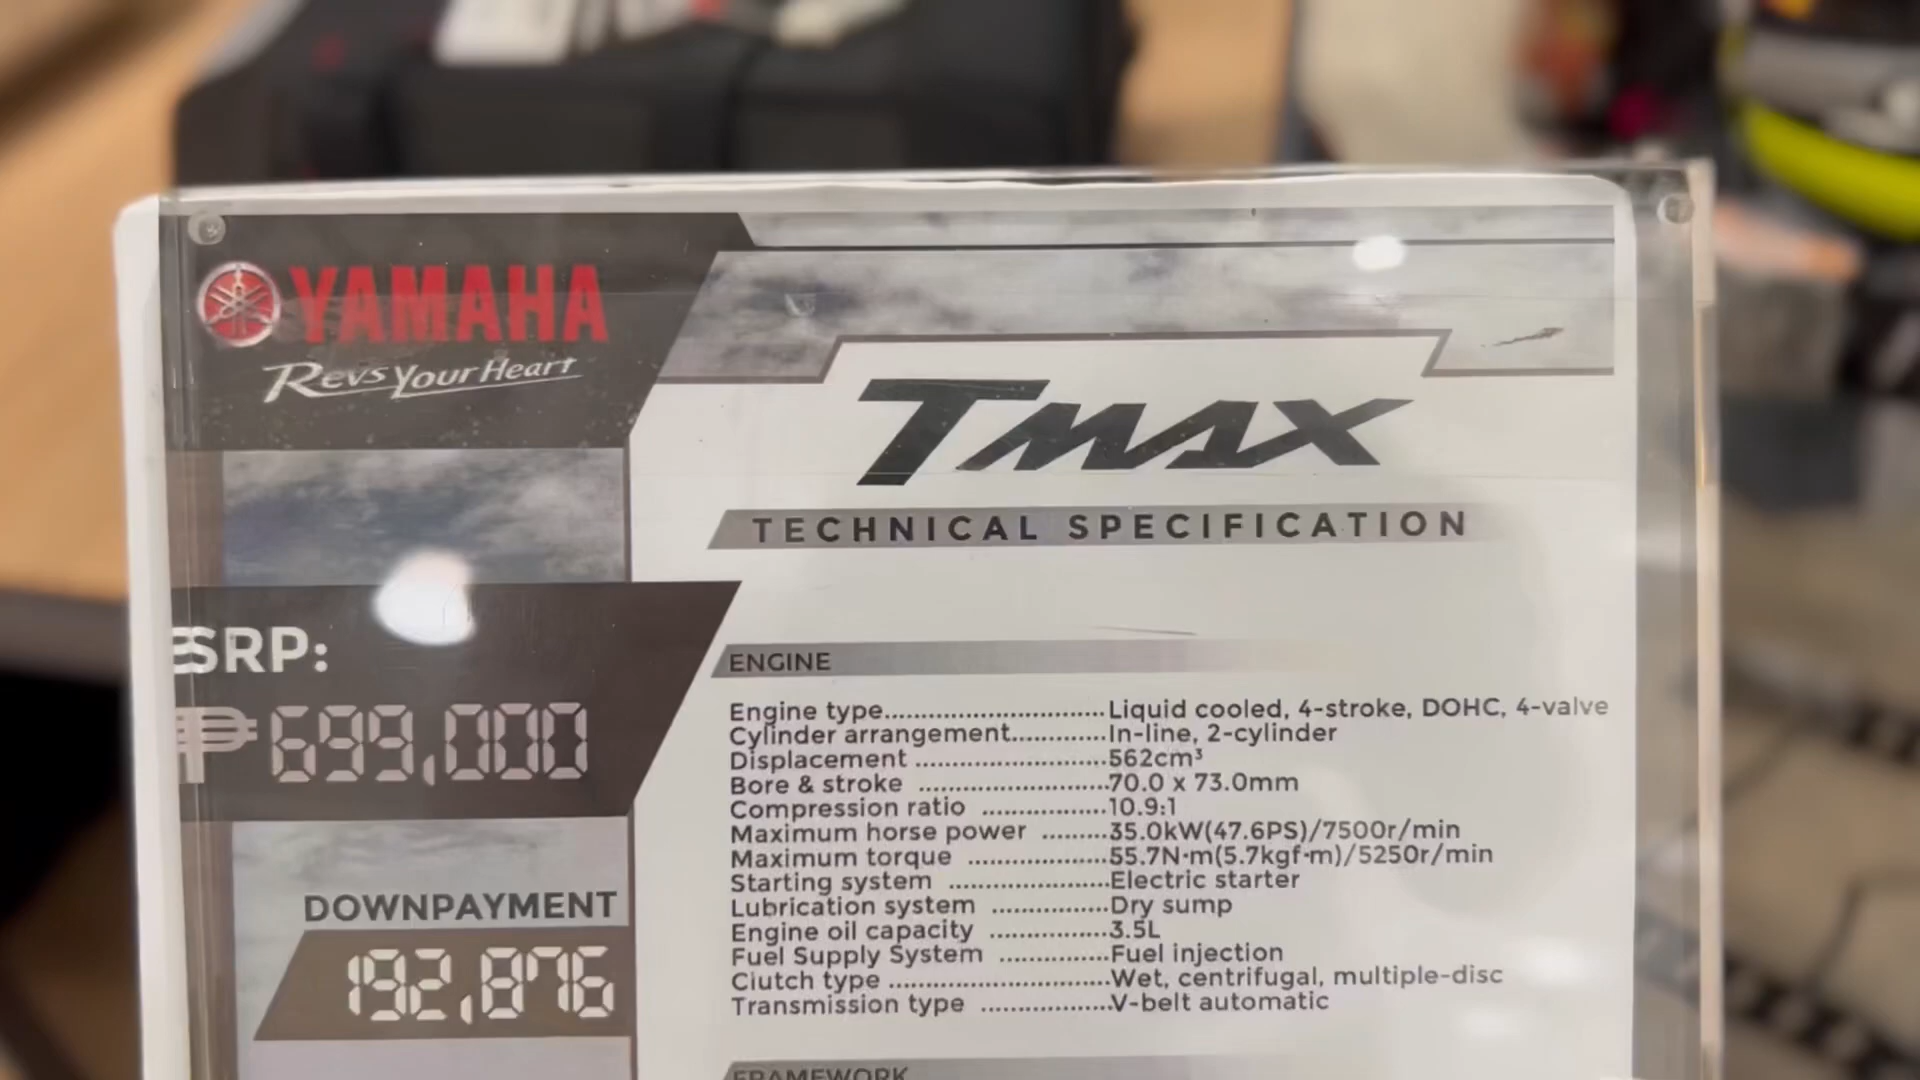 YAMAHA
Revs Your Heart
TMAX
TECHNICAL SPECIFICATION
SRP:
₱699,000
DOWNPAYMENT
192,876
ENGINE
Engine type............................Liquid cooled, 4-stroke, DOHC, 4-valve
Cylinder arrangement............In-line, 2-cylinder
Displacement ........................562cm³
Bore & stroke ........................70.0 x 73.0mm
Compression ratio ................10.9:1
Maximum horse power .........35.0kW(47.6PS)/7500r/min
Maximum torque ..................55.7N·m(5.7kgf·m)/5250r/min
Starting system .....................Electric starter
Lubrication system ...............Dry sump
Engine oil capacity ...............3.5L
Fuel Supply System ..............Fuel injection
Clutch type ............................Wet, centrifugal, multiple-disc
Transmission type .................V-belt automatic
FRAMEWORK